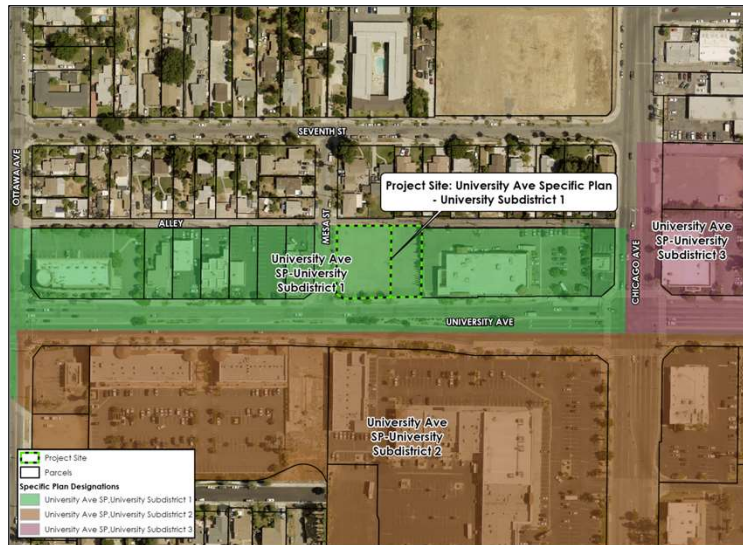 SEVENTH ST
OTTAWA AVE
Project Site: University Ave Specific Plan
- University Subdistrict 1
ALLEY
MESA ST
University Ave
SP-University
Subdistrict 1
University Ave
SP-University
Subdistrict 3
CHICAGO AVE
UNIVERSITY AVE
University Ave
SP-University
Subdistrict 2
Project Site
Parcels
Specific Plan Designations
University Ave SP,University Subdistrict 1
University Ave SP,University Subdistrict 2
University Ave SP,University Subdistrict 3